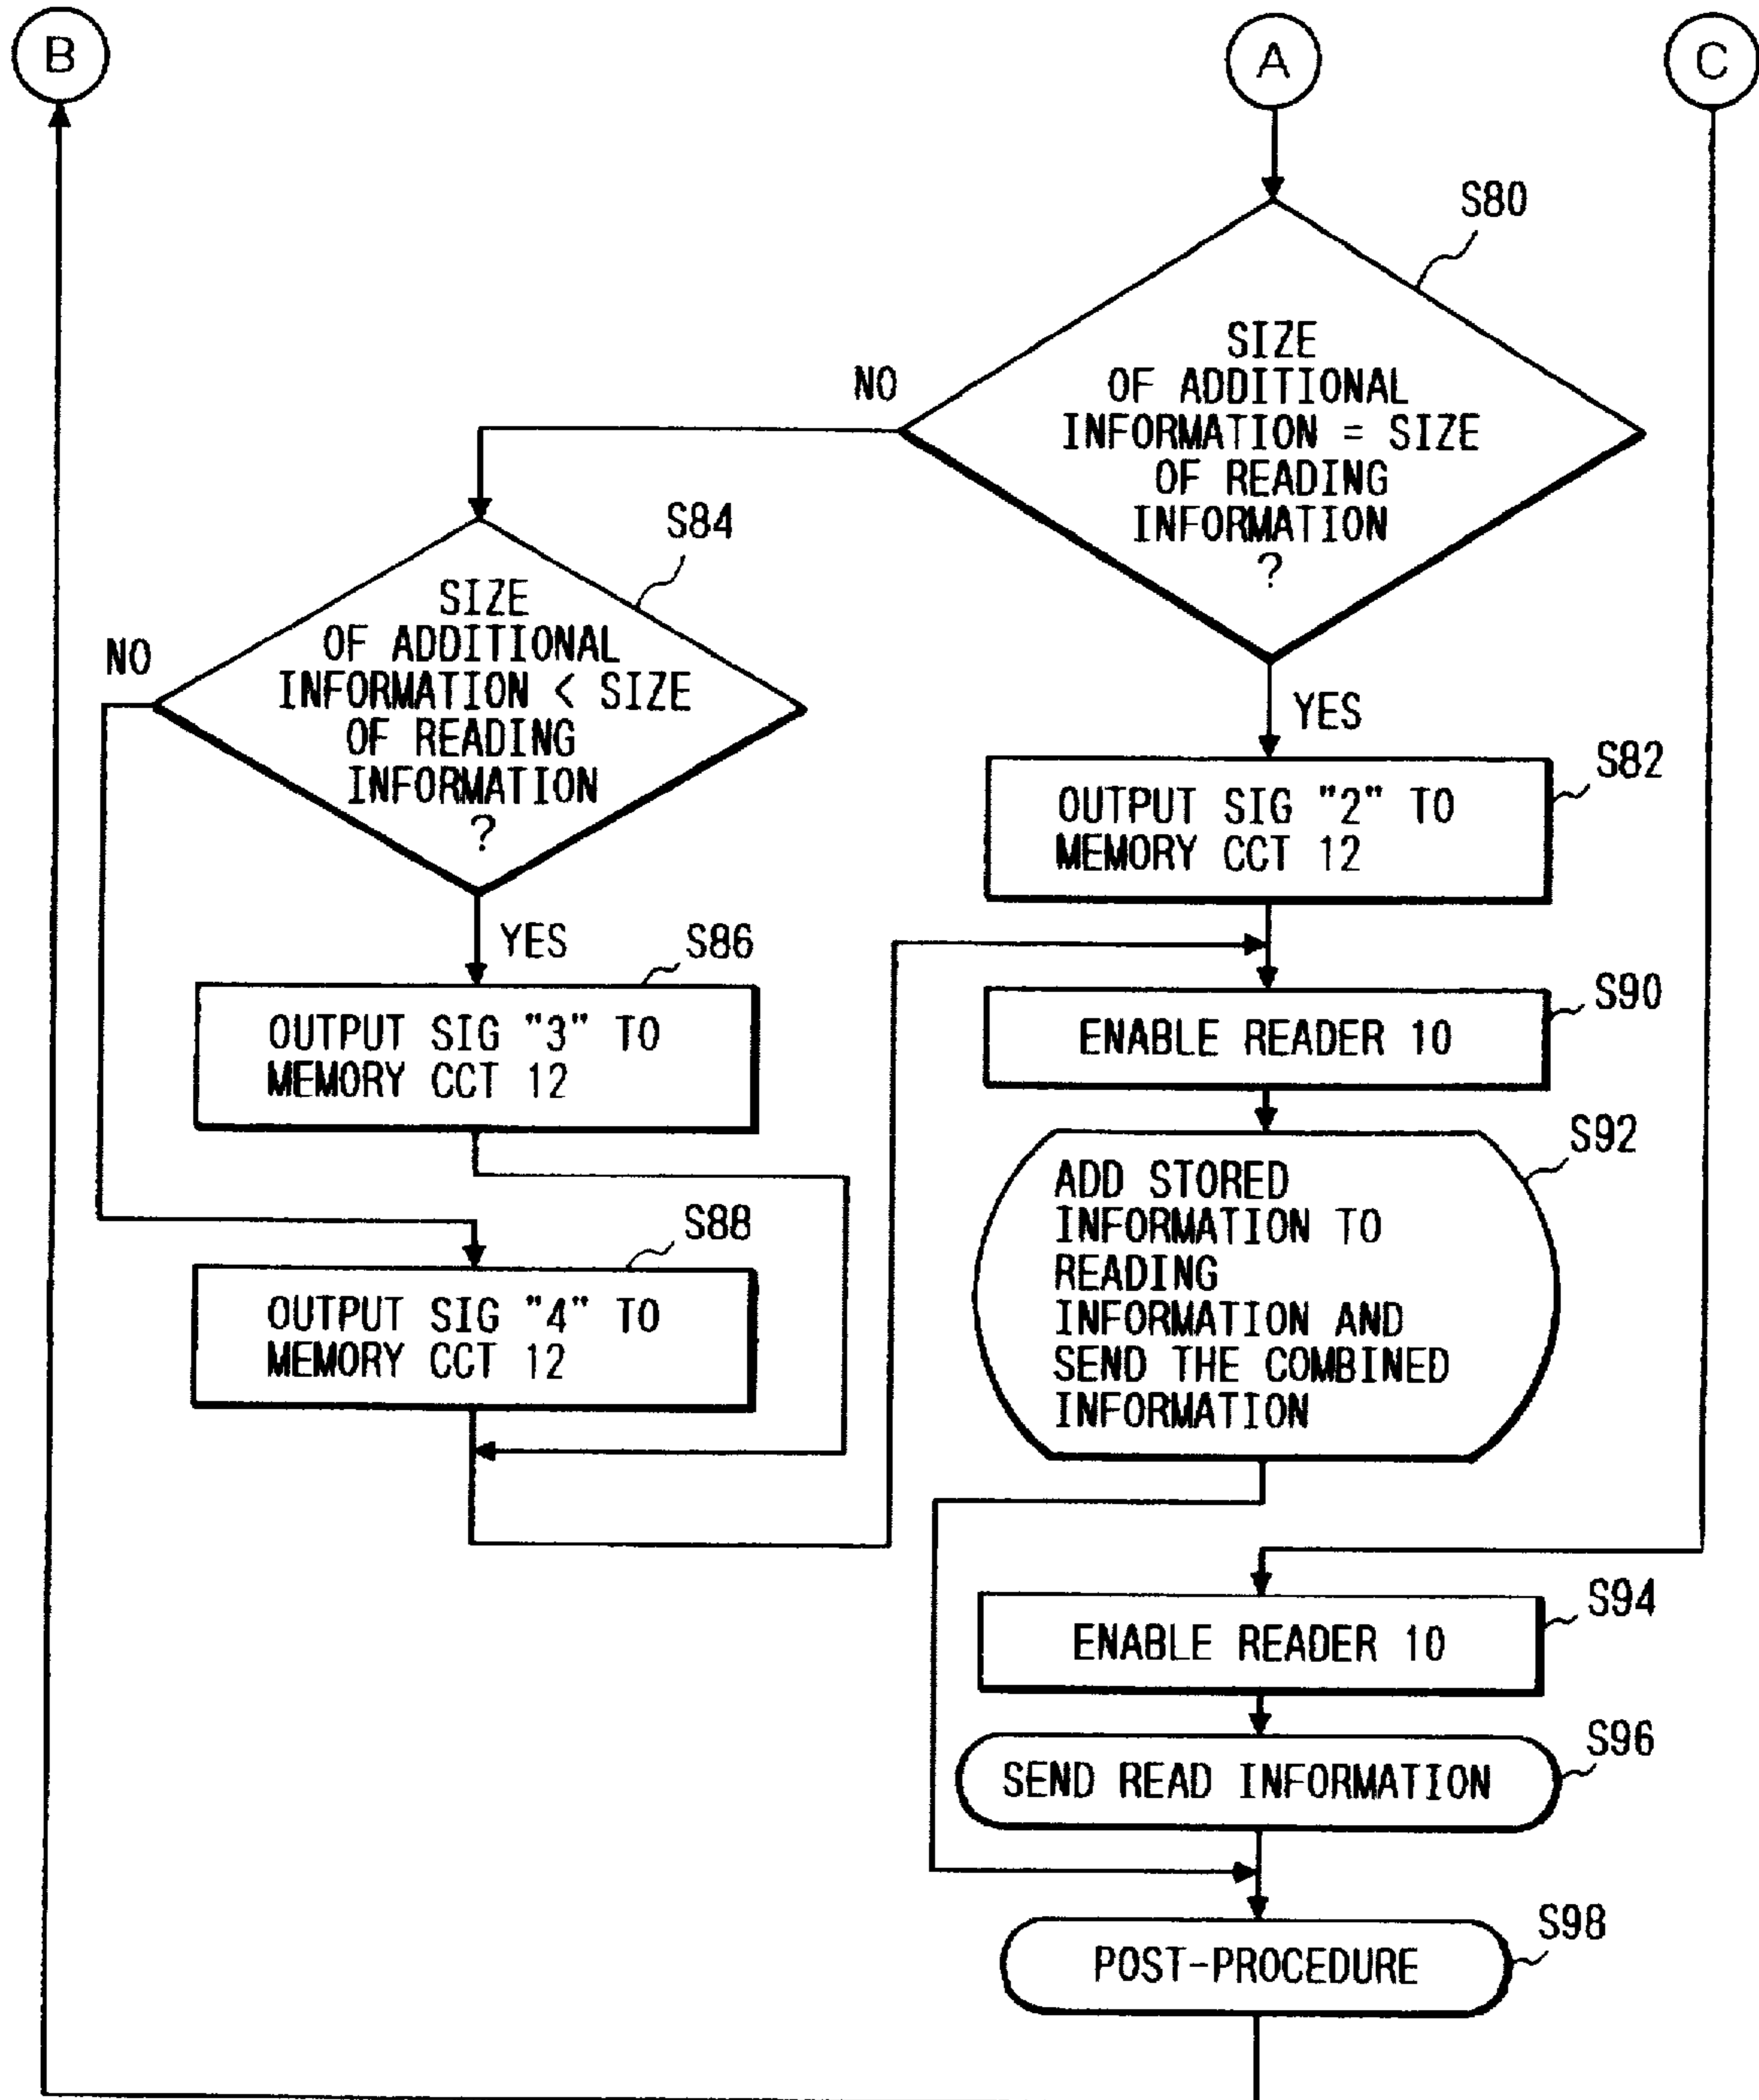 B
A
C
S80
SIZE
OF ADDITIONAL
INFORMATION = SIZE
OF READING
INFORMATION
?
NO
YES
S84
SIZE
OF ADDITIONAL
INFORMATION < SIZE
OF READING
INFORMATION
?
NO
YES
S82
OUTPUT SIG "2" TO
MEMORY CCT 12
S86
OUTPUT SIG "3" TO
MEMORY CCT 12
S90
ENABLE READER 10
S88
OUTPUT SIG "4" TO
MEMORY CCT 12
S92
ADD STORED
INFORMATION TO
READING
INFORMATION AND
SEND THE COMBINED
INFORMATION
S94
ENABLE READER 10
S96
SEND READ INFORMATION
S98
POST-PROCEDURE